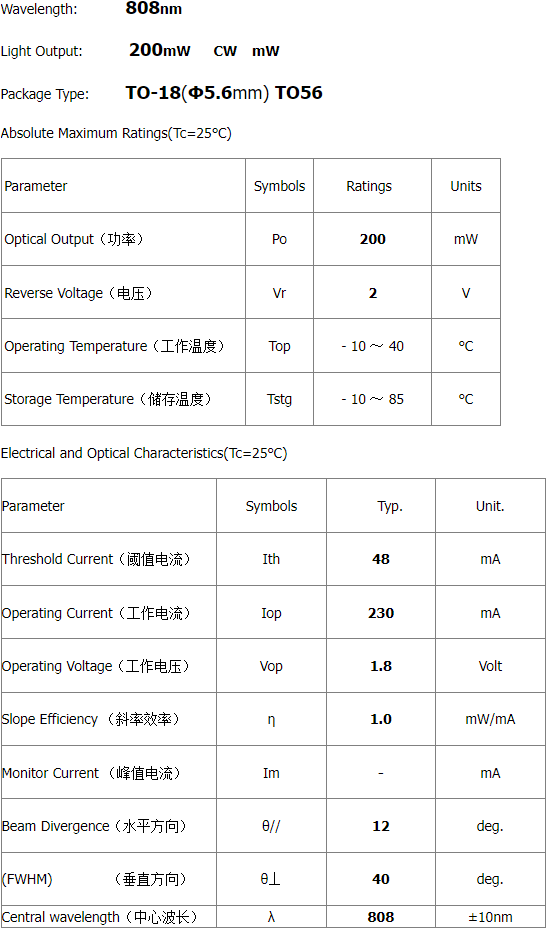 Wavelength: 808nm
Light Output: 200mW CW mW
Package Type: TO-18(Φ5.6mm) TO56
Absolute Maximum Ratings(Tc=25℃)
Parameter Symbols Ratings Units
Optical Output（功率） Po 200 mW
Reverse Voltage（电压） Vr 2 V
Operating Temperature（工作温度） Top - 10 ～ 40 ℃
Storage Temperature（储存温度） Tstg - 10 ～ 85 ℃
Electrical and Optical Characteristics(Tc=25℃)
Parameter Symbols Typ. Unit.
Threshold Current（阈值电流） Ith 48 mA
Operating Current（工作电流） Iop 230 mA
Operating Voltage（工作电压） Vop 1.8 Volt
Slope Efficiency （斜率效率） η 1.0 mW/mA
Monitor Current （峰值电流） Im - mA
Beam Divergence（水平方向） θ// 12 deg.
(FWHM) （垂直方向） θ⊥ 40 deg.
Central wavelength（中心波长） λ 808 ±10nm